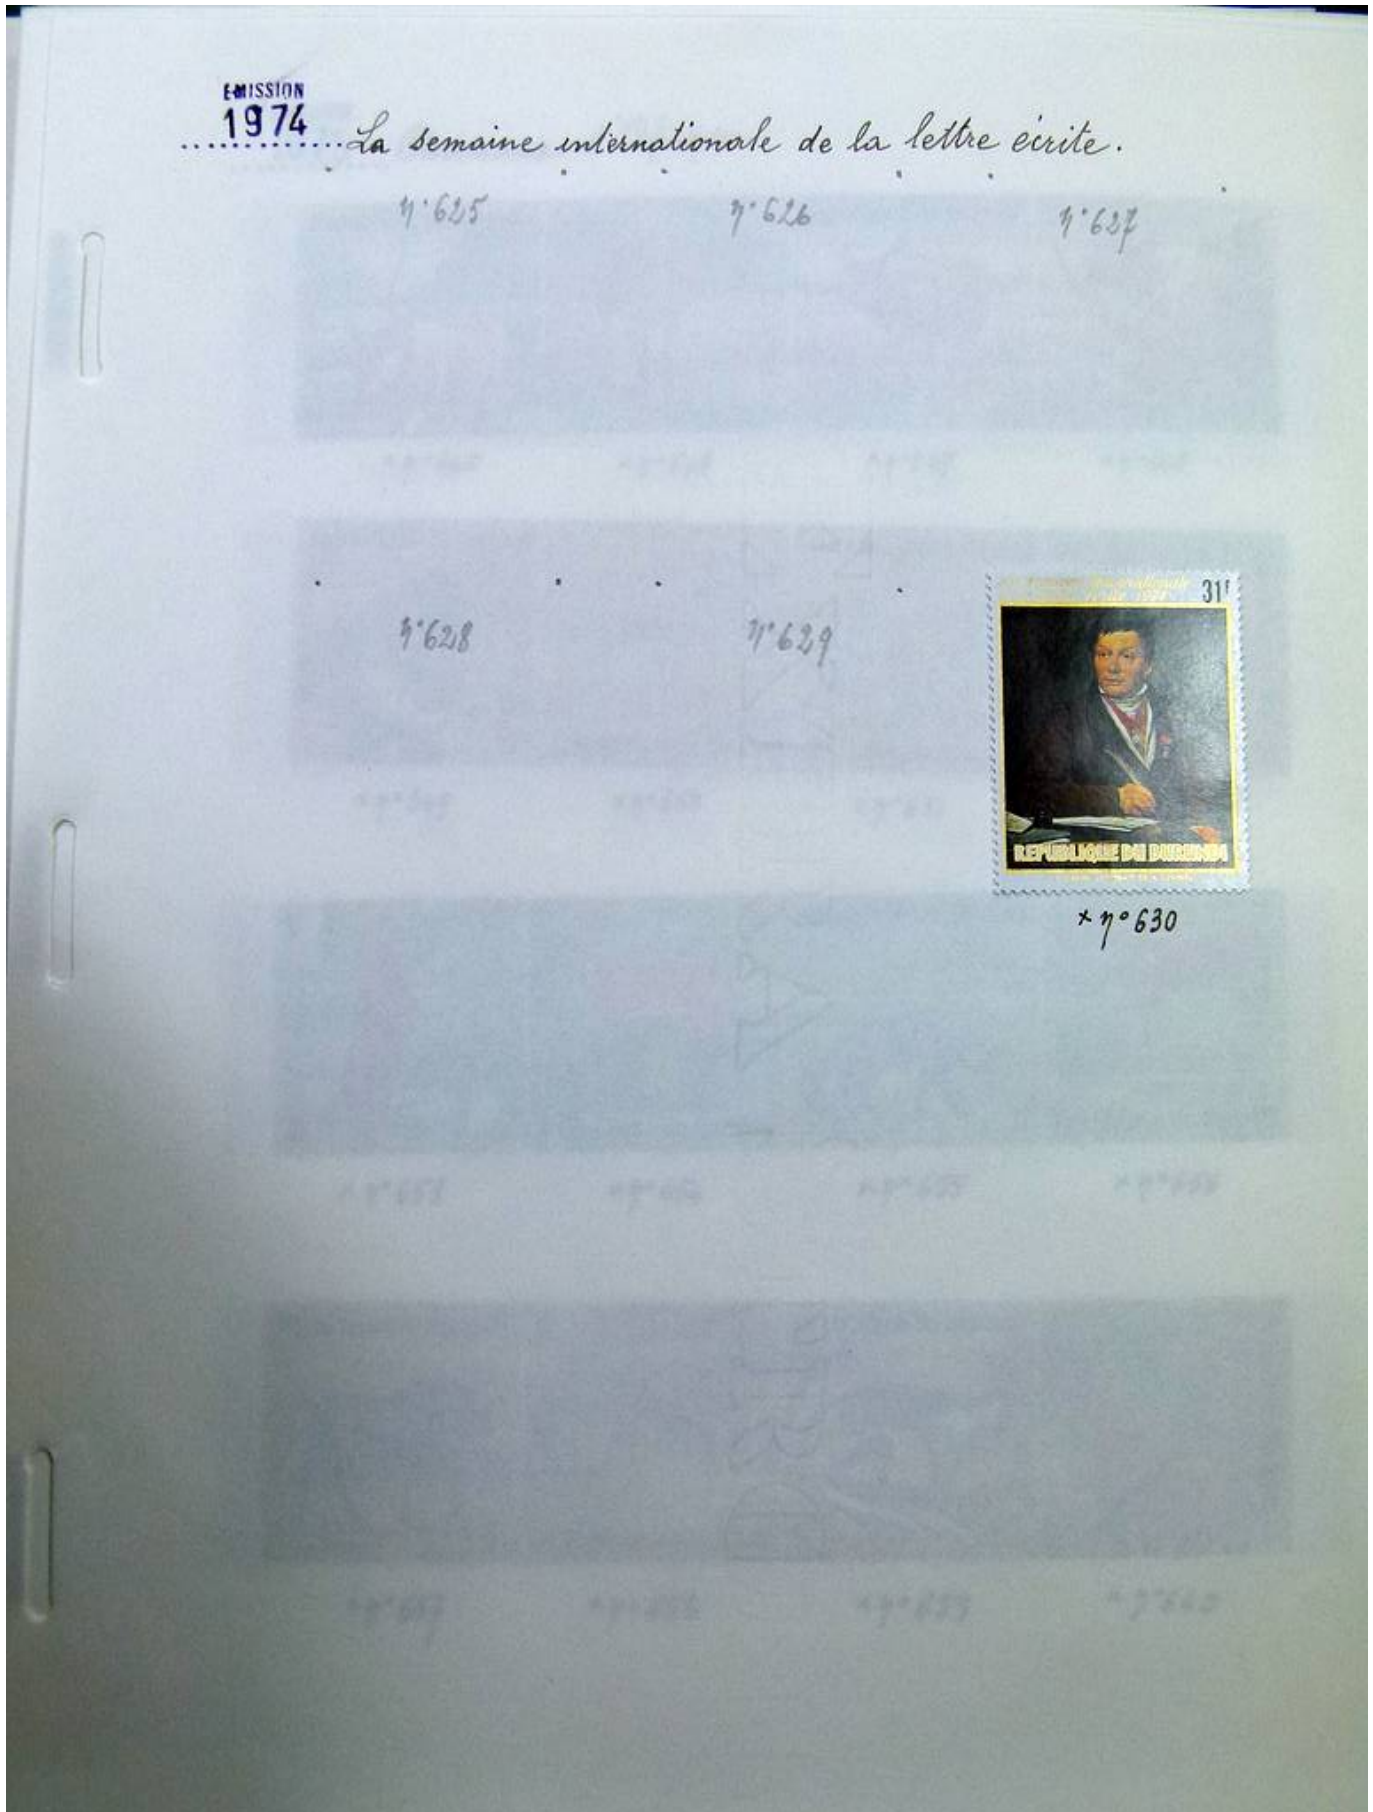 EMISSION
1974 La semaine internationale de la lettre écrite.
n°625 n°626 n°627
n°628 n°629
31F
REPUBLIQUE DU BURUNDI
x n°630